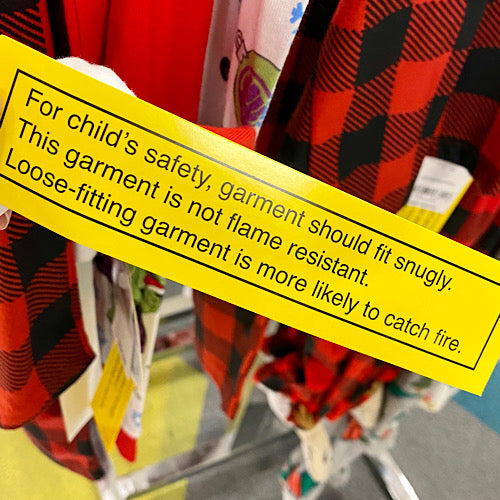 For child's safety, garment should fit snugly.
This garment is not flame resistant.
Loose-fitting garment is more likely to catch fire.